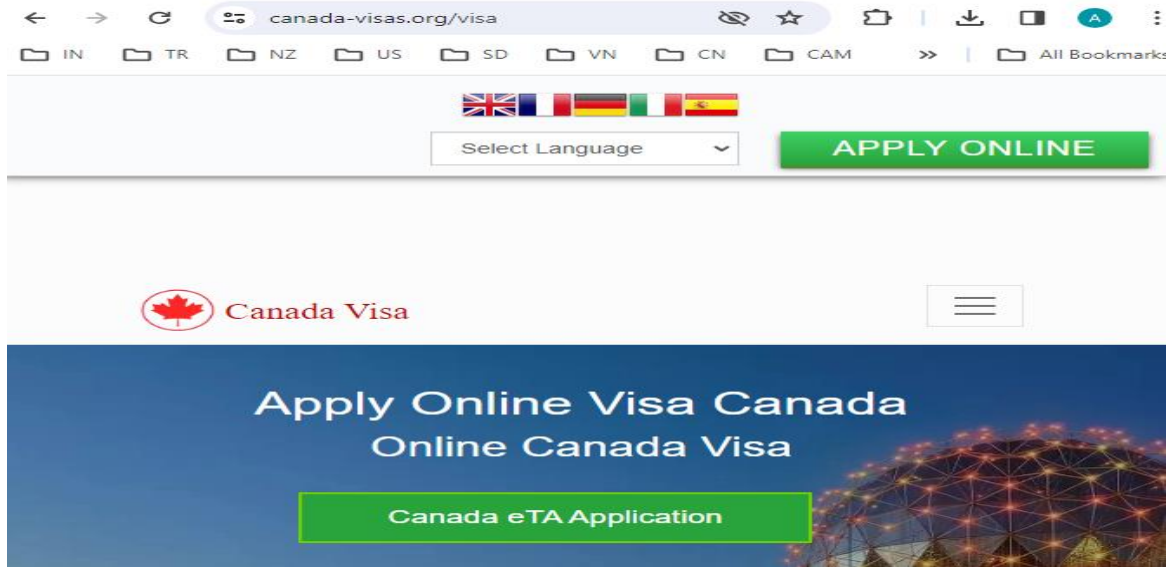 canada-visas.org/visa
A
IN TR NZ US SD VN CN CAM » All Bookmarks
Select Language
APPLY ONLINE
Canada Visa
Apply Online Visa Canada
Online Canada Visa
Canada eTA Application